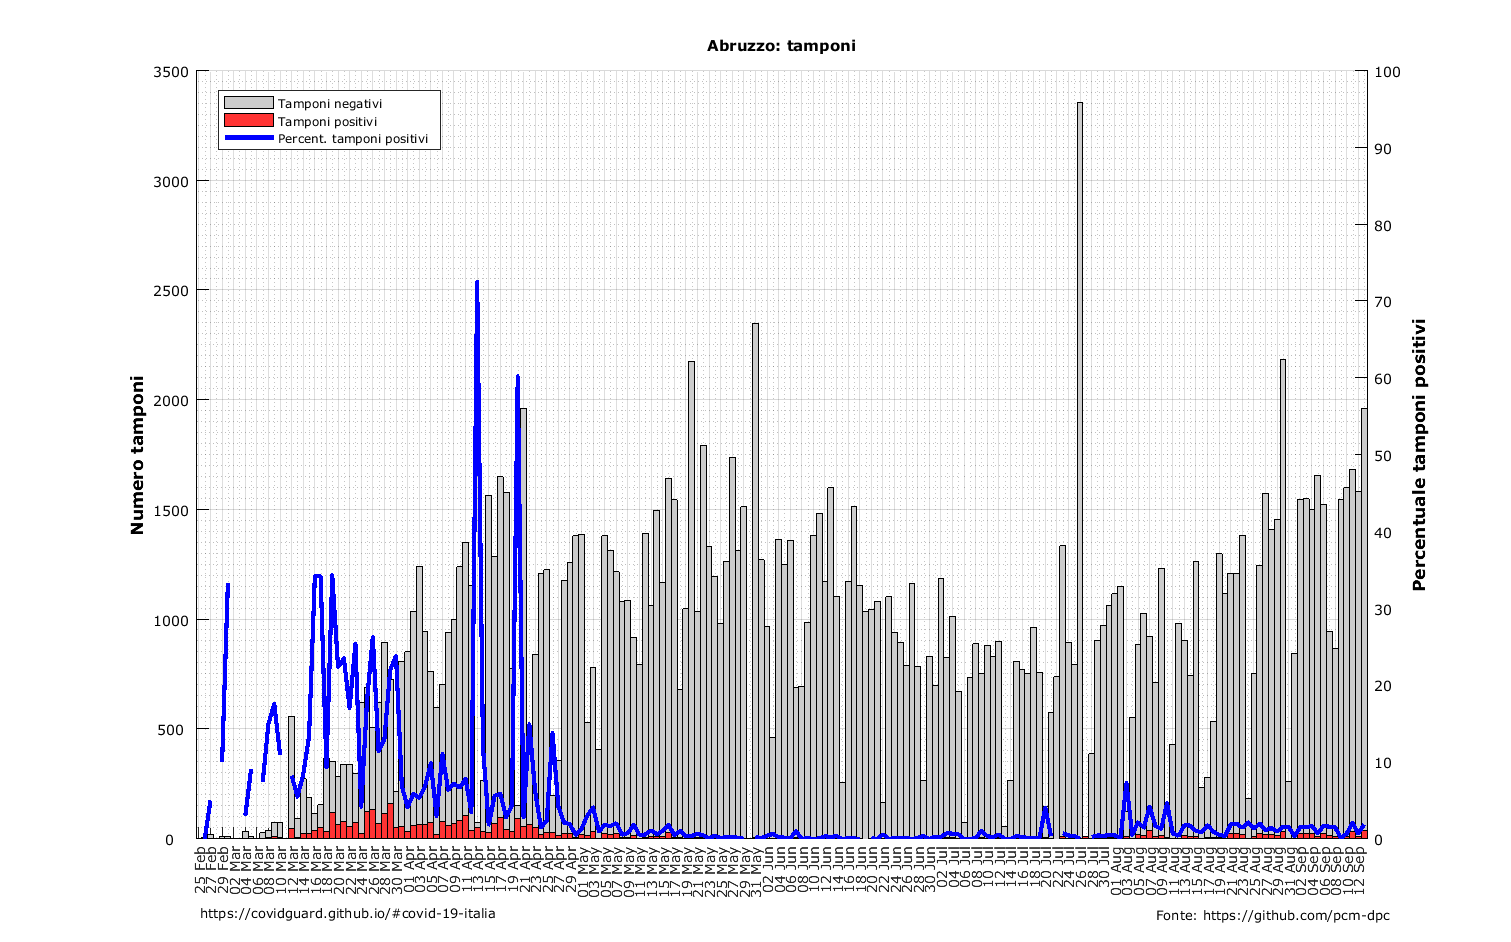 Abruzzo: tamponi
3500
3000
2500
2000
1500
1000
500
0
100
90
80
70
60
50
40
30
20
10
0
Tamponi negativi
Tamponi positivi
Percent. tamponi positivi
Numero tamponi
Percentuale tamponi positivi
25 Feb
27 Feb
29 Feb
02 Mar
04 Mar
06 Mar
08 Mar
10 Mar
12 Mar
14 Mar
16 Mar
18 Mar
20 Mar
22 Mar
24 Mar
26 Mar
28 Mar
30 Mar
01 Apr
03 Apr
05 Apr
07 Apr
09 Apr
11 Apr
13 Apr
15 Apr
17 Apr
19 Apr
21 Apr
23 Apr
25 Apr
27 Apr
29 Apr
01 May
03 May
05 May
07 May
09 May
11 May
13 May
15 May
17 May
19 May
21 May
23 May
25 May
27 May
29 May
31 May
02 Jun
04 Jun
06 Jun
08 Jun
10 Jun
12 Jun
14 Jun
16 Jun
18 Jun
20 Jun
22 Jun
24 Jun
26 Jun
28 Jun
30 Jun
02 Jul
04 Jul
06 Jul
08 Jul
10 Jul
12 Jul
14 Jul
16 Jul
18 Jul
20 Jul
22 Jul
24 Jul
26 Jul
28 Jul
30 Jul
01 Aug
03 Aug
05 Aug
07 Aug
09 Aug
11 Aug
13 Aug
15 Aug
17 Aug
19 Aug
21 Aug
23 Aug
25 Aug
27 Aug
29 Aug
31 Aug
02 Sep
04 Sep
06 Sep
08 Sep
10 Sep
12 Sep
https://covidguard.github.io/#covid-19-italia
Fonte: https://github.com/pcm-dpc